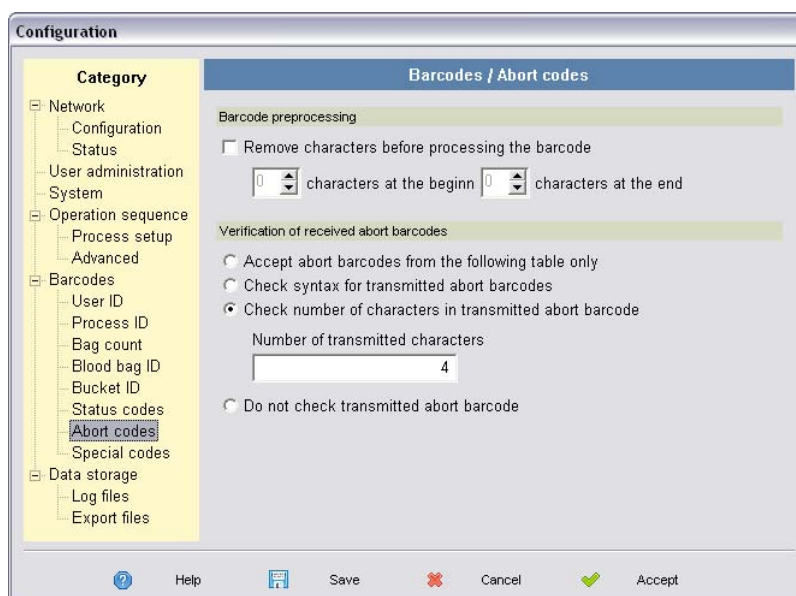 Configuration
Category
Network
Configuration
Status
User administration
System
Operation sequence
Process setup
Advanced
Barcodes
User ID
Process ID
Bag count
Blood bag ID
Bucket ID
Status codes
Abort codes
Special codes
Data storage
Log files
Export files
Barcodes / Abort codes
Barcode preprocessing
Remove characters before processing the barcode
0 characters at the beginn 0 characters at the end
Verification of received abort barcodes
Accept abort barcodes from the following table only
Check syntax for transmitted abort barcodes
Check number of characters in transmitted abort barcode
Number of transmitted characters
4
Do not check transmitted abort barcode
Help Save Cancel Accept